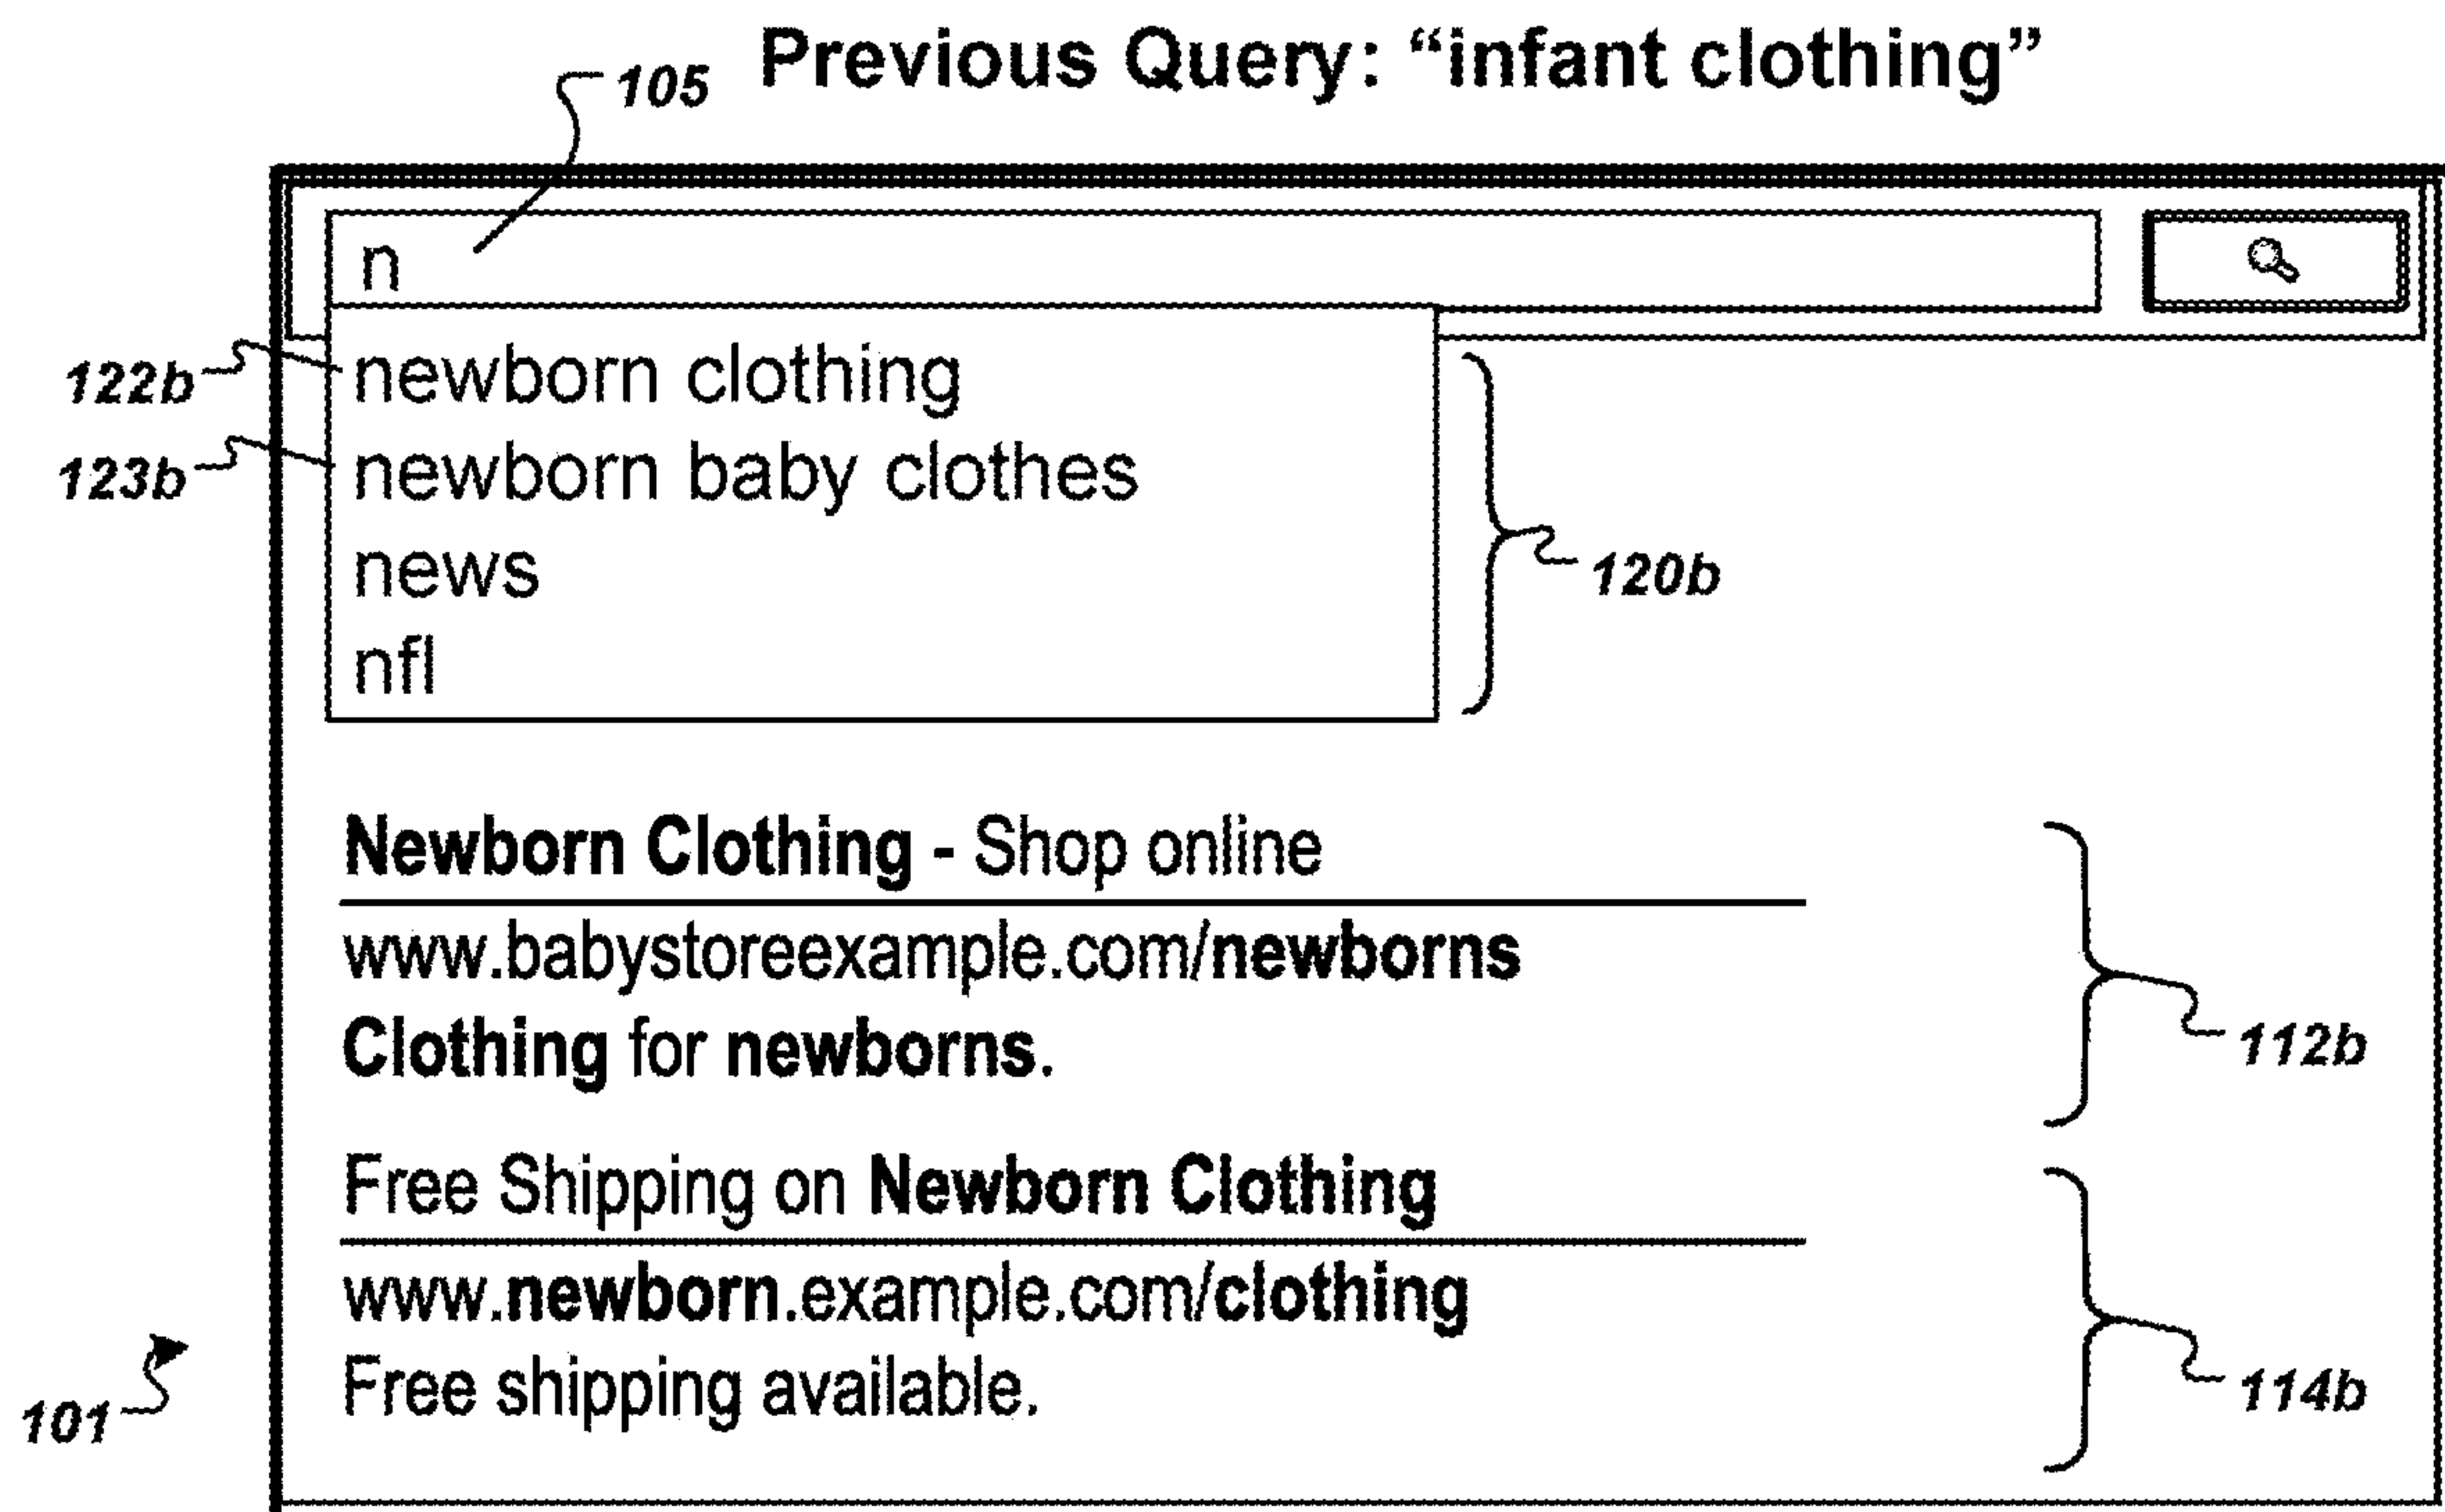 105 Previous Query: “infant clothing”
n
122b newborn clothing
123b newborn baby clothes
news
120b
nfl
Newborn Clothing - Shop online
www.babystoreexample.com/newborns
Clothing for newborns.
112b
Free Shipping on Newborn Clothing
www.newborn.example.com/clothing
Free shipping available.
114b
101